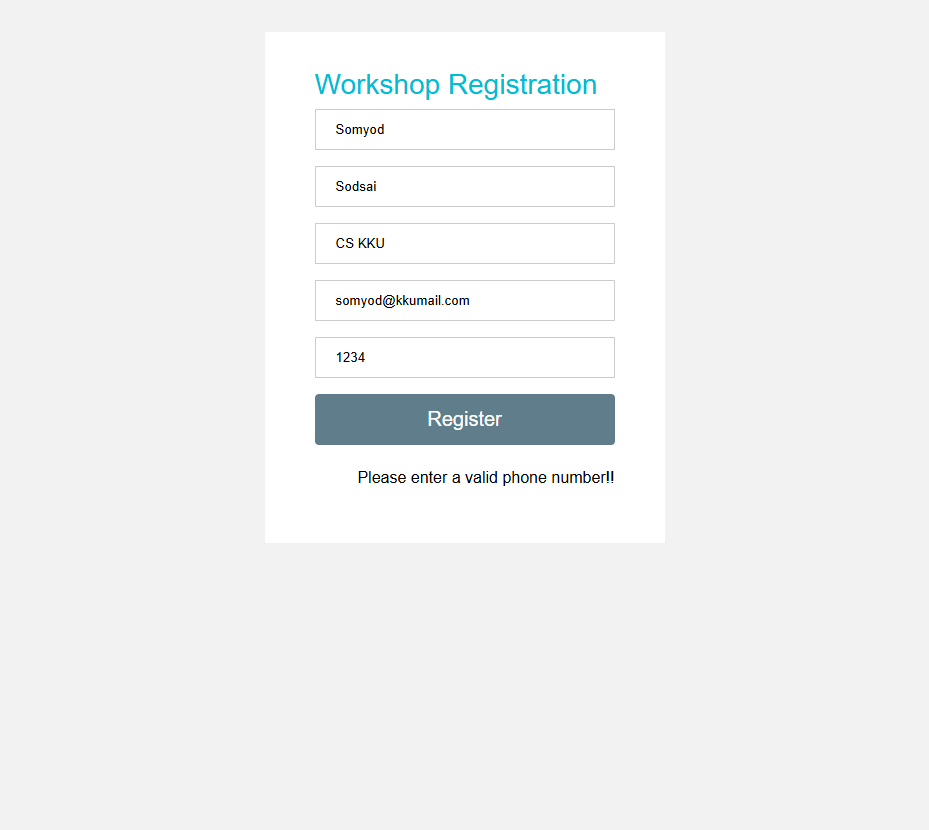 Workshop Registration
Somyod
Sodsai
CS KKU
somyod@kkumail.com
1234
Register
Please enter a valid phone number!!